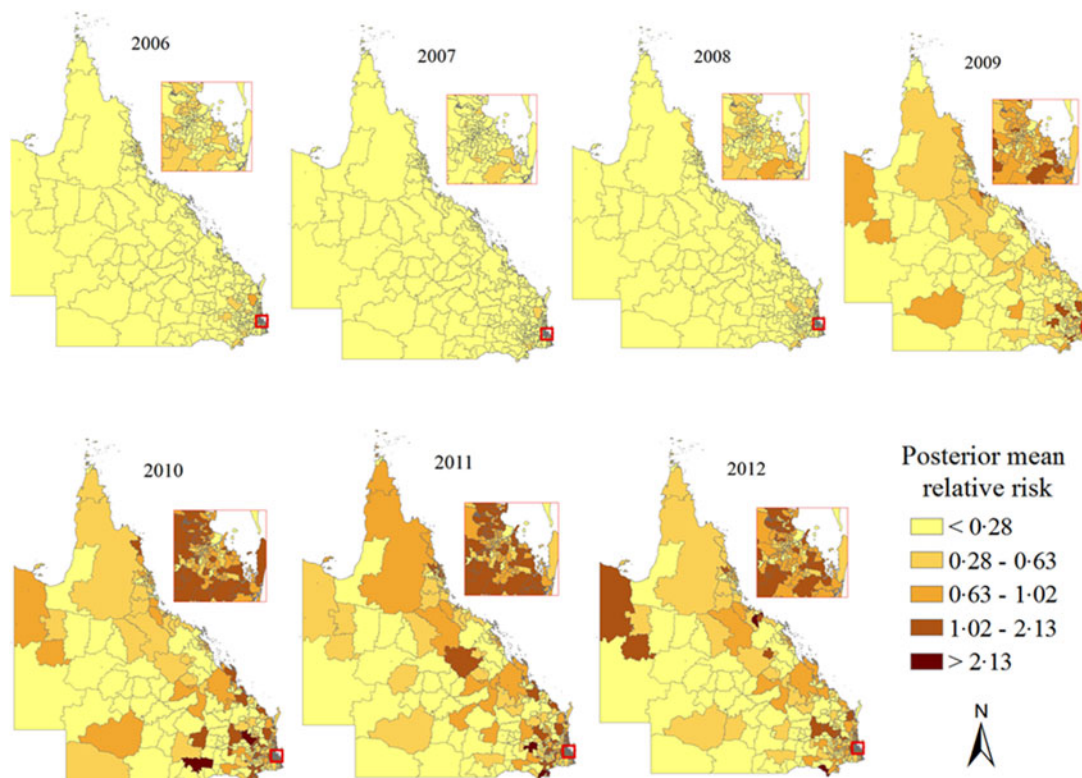 2006
2007
2008
2009
2010
2011
2012
Posterior mean
relative risk
< 0·28
0·28 - 0·63
0·63 - 1·02
1·02 - 2·13
> 2·13
N